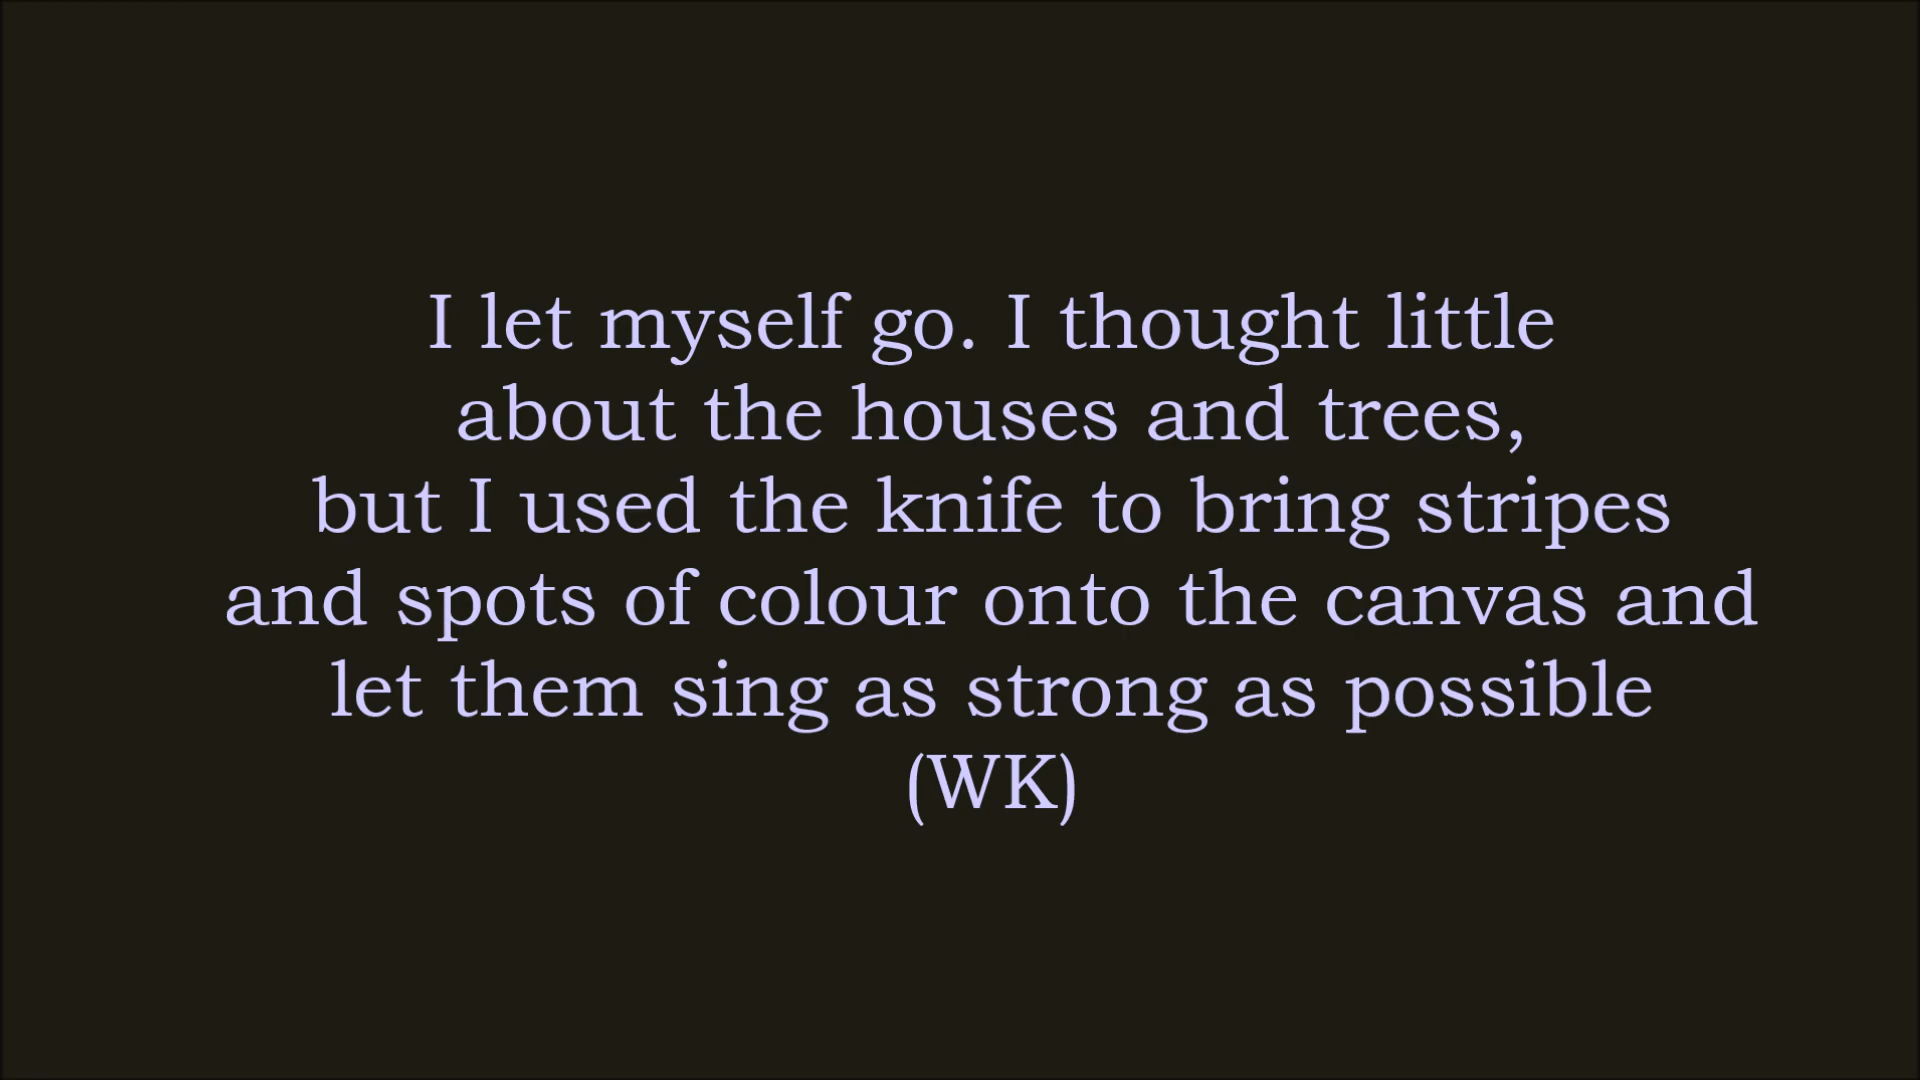 I let myself go. I thought little
about the houses and trees,
but I used the knife to bring stripes
and spots of colour onto the canvas and
let them sing as strong as possible
(WK)